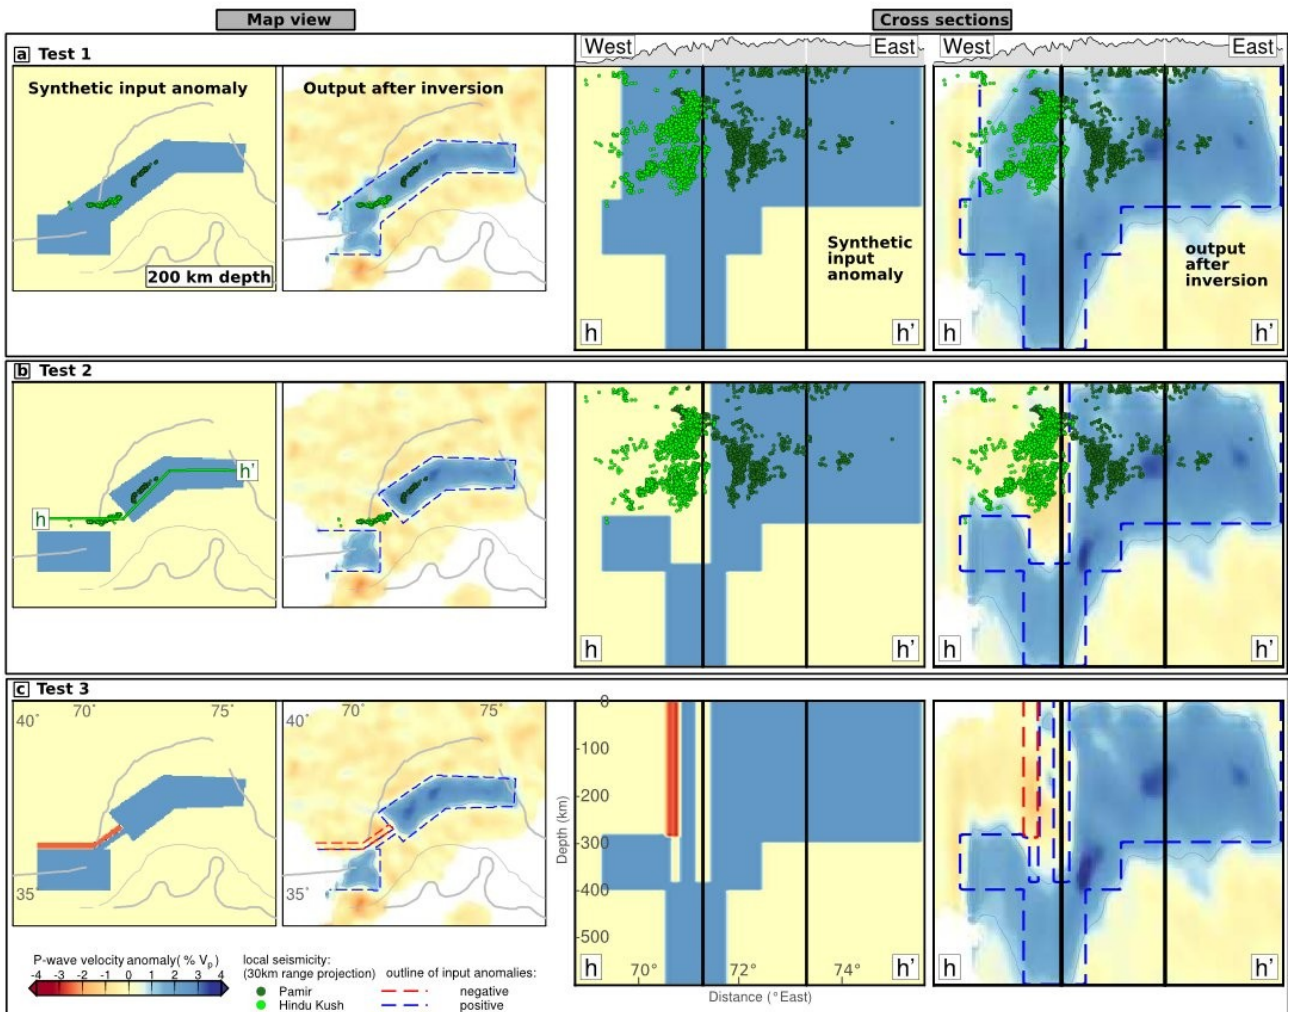 Map view
Cross sections
a Test 1
West
East
West
East
Synthetic input anomaly
Output after inversion
200 km depth
Synthetic
input
anomaly
output
after
inversion
h
h'
h
h'
b Test 2
h
h'
h
h'
h
h'
c Test 3
40°
70°
75°
35°
40°
70°
75°
35°
0
-100
-200
-300
-400
-500
Depth (km)
70°
72°
74°
Distance (°East)
h
h'
h
h'
P-wave velocity anomaly( % Vp)
-4 -3 -2 -1 0 1 2 3 4
local seismicity:
(30km range projection)
Pamir
Hindu Kush
outline of input anomalies:
negative
positive